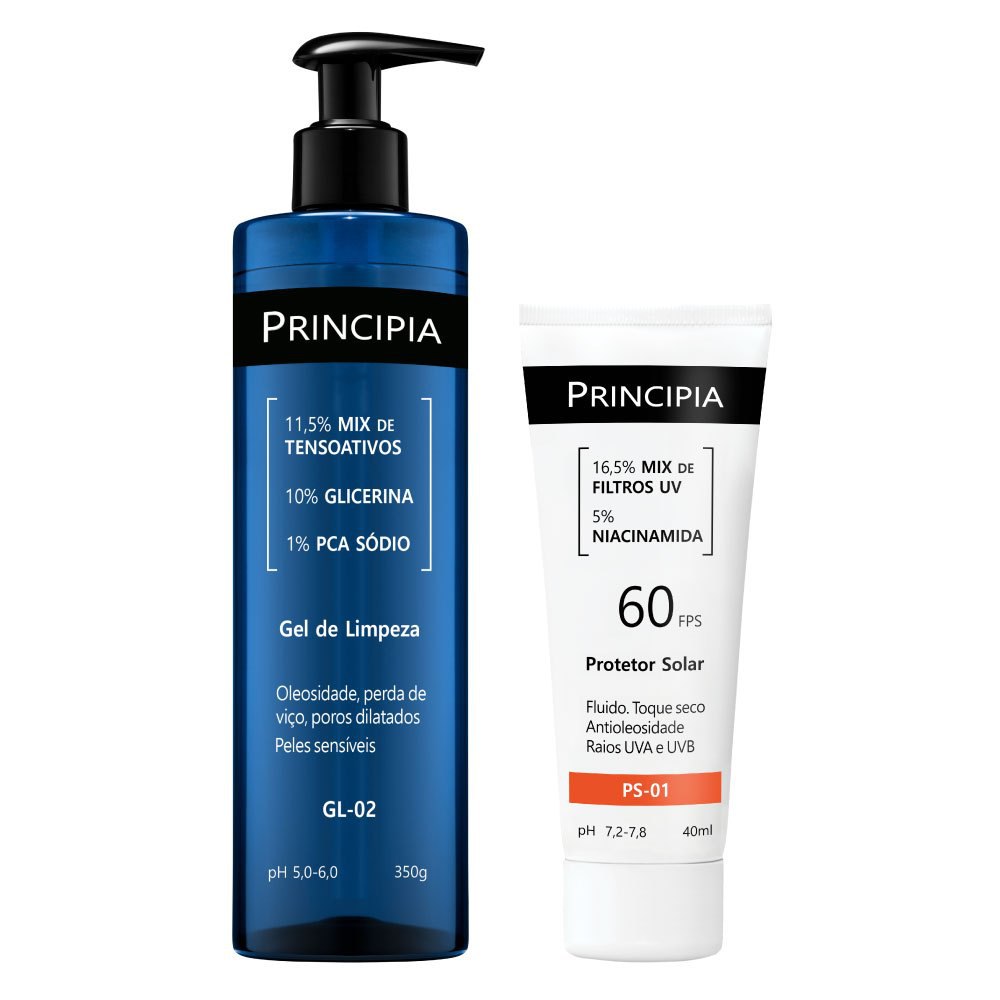 PRINCIPIA
11,5% MIX DE
TENSOATIVOS
10% GLICERINA
1% PCA SÓDIO
Gel de Limpeza
Oleosidade, perda de
viço, poros dilatados
Peles sensíveis
GL-02
pH 5,0-6,0 350g
PRINCIPIA
16,5% MIX DE
FILTROS UV
5%
NIACINAMIDA
60 FPS
Protetor Solar
Fluido. Toque seco
Antioleosidade
Raios UVA e UVB
PS-01
pH 7,2-7,8 40ml